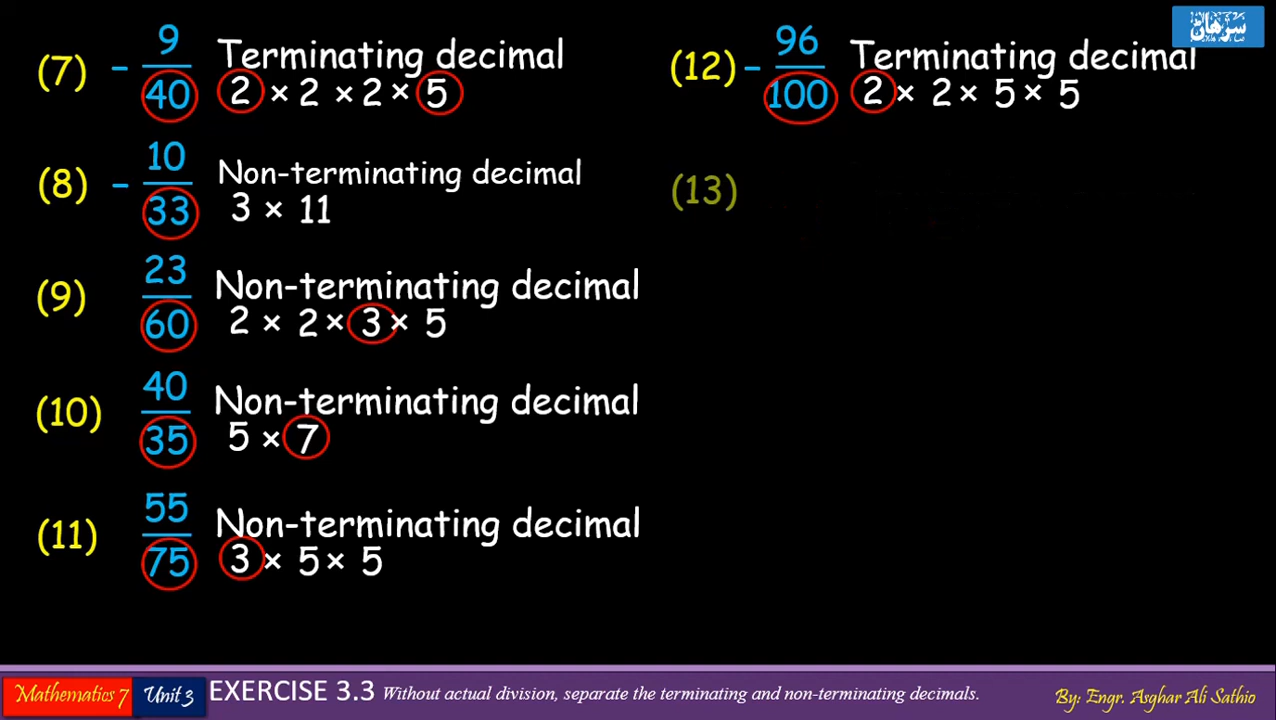 (7) - 9/40 Terminating decimal
2 × 2 × 2 × 5
(8) - 10/33 Non-terminating decimal
3 × 11
(9) 23/60 Non-terminating decimal
2 × 2 × 3 × 5
(10) 40/35 Non-terminating decimal
5 × 7
(11) 55/75 Non-terminating decimal
3 × 5 × 5
(12) - 96/100 Terminating decimal
2 × 2 × 5 × 5
(13)
Mathematics 7 Unit 3 EXERCISE 3.3 Without actual division, separate the terminating and non-terminating decimals. By: Engr. Asghar Ali Sathio